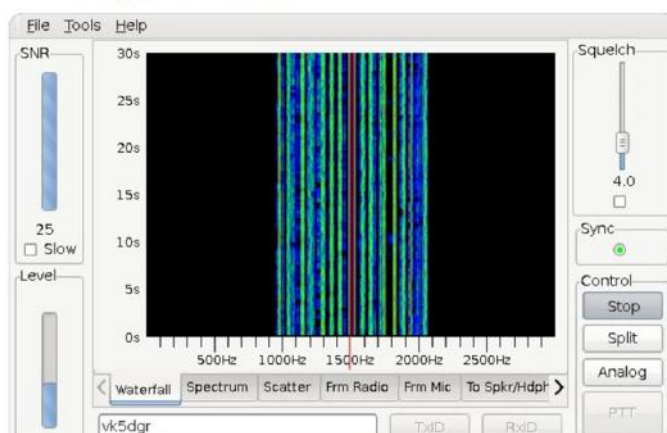 File Tools Help
SNR
25
Slow
Level
30s
25s
20s
15s
10s
5s
0s
500Hz 1000Hz 1500Hz 2000Hz 2500Hz
Waterfall Spectrum Scatter Frm Radio Frm Mic To Spkr/Hdph
vk5dgr
TxID RxID
Squelch
4.0
Sync
Control
Stop
Split
Analog
PTT